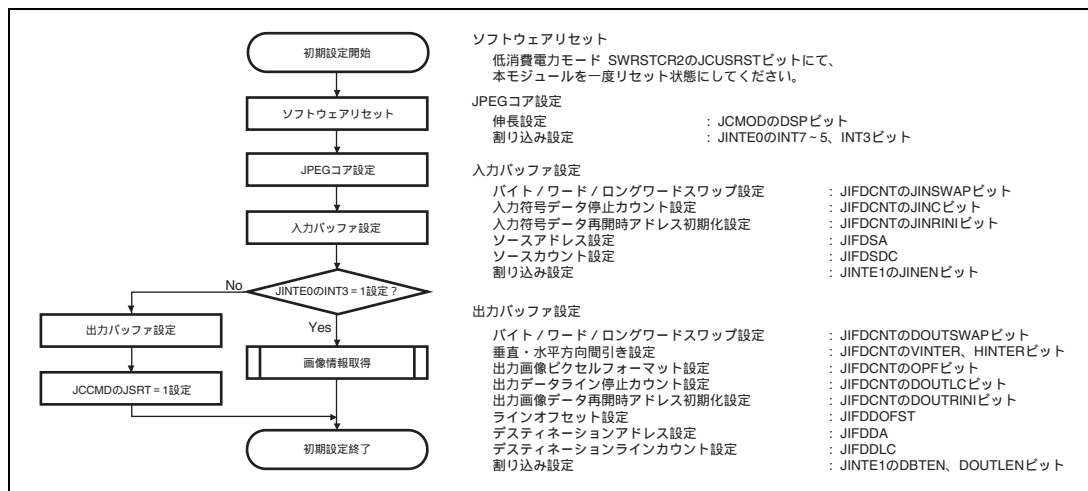 初期設定開始
ソフトウェアリセット
JPEGコア設定
入力バッファ設定
JINTE0のINT3 = 1設定？
No
Yes
出力バッファ設定
JCCMDのJSRT = 1設定
画像情報取得
初期設定終了
ソフトウェアリセット
低消費電力モード SWRSTCR2のJCUSRSTビットにて、
本モジュールを一度リセット状態にしてください。
JPEGコア設定
伸長設定 : JCMODのDSPビット
割り込み設定 : JINTE0のINT7~5、INT3ビット
入力バッファ設定
バイト / ワード / ロングワードスワップ設定 : JIFDCNTのJINSWAPビット
入力符号データ停止カウント設定 : JIFDCNTのJINCビット
入力符号データ再開時アドレス初期化設定 : JIFDCNTのJINRINIビット
ソースアドレス設定 : JIFDSA
ソースカウント設定 : JIFDSDC
割り込み設定 : JINTE1のJINENビット
出力バッファ設定
バイト / ワード / ロングワードスワップ設定 : JIFDCNTのDOUTSWAPビット
垂直・水平方向間引き設定 : JIFDCNTのVINTER、HINTERビット
出力画像ピクセルフォーマット設定 : JIFDCNTのOPFビット
出力データライン停止カウント設定 : JIFDCNTのDOUTLCビット
出力画像データ再開時アドレス初期化設定 : JIFDCNTのDOUTRINIビット
ラインオフセット設定 : JIFDDOFST
デスティネーションアドレス設定 : JIFDDA
デスティネーションラインカウント設定 : JIFDDLC
割り込み設定 : JINTE1のDBTEN、DOUTLENビット